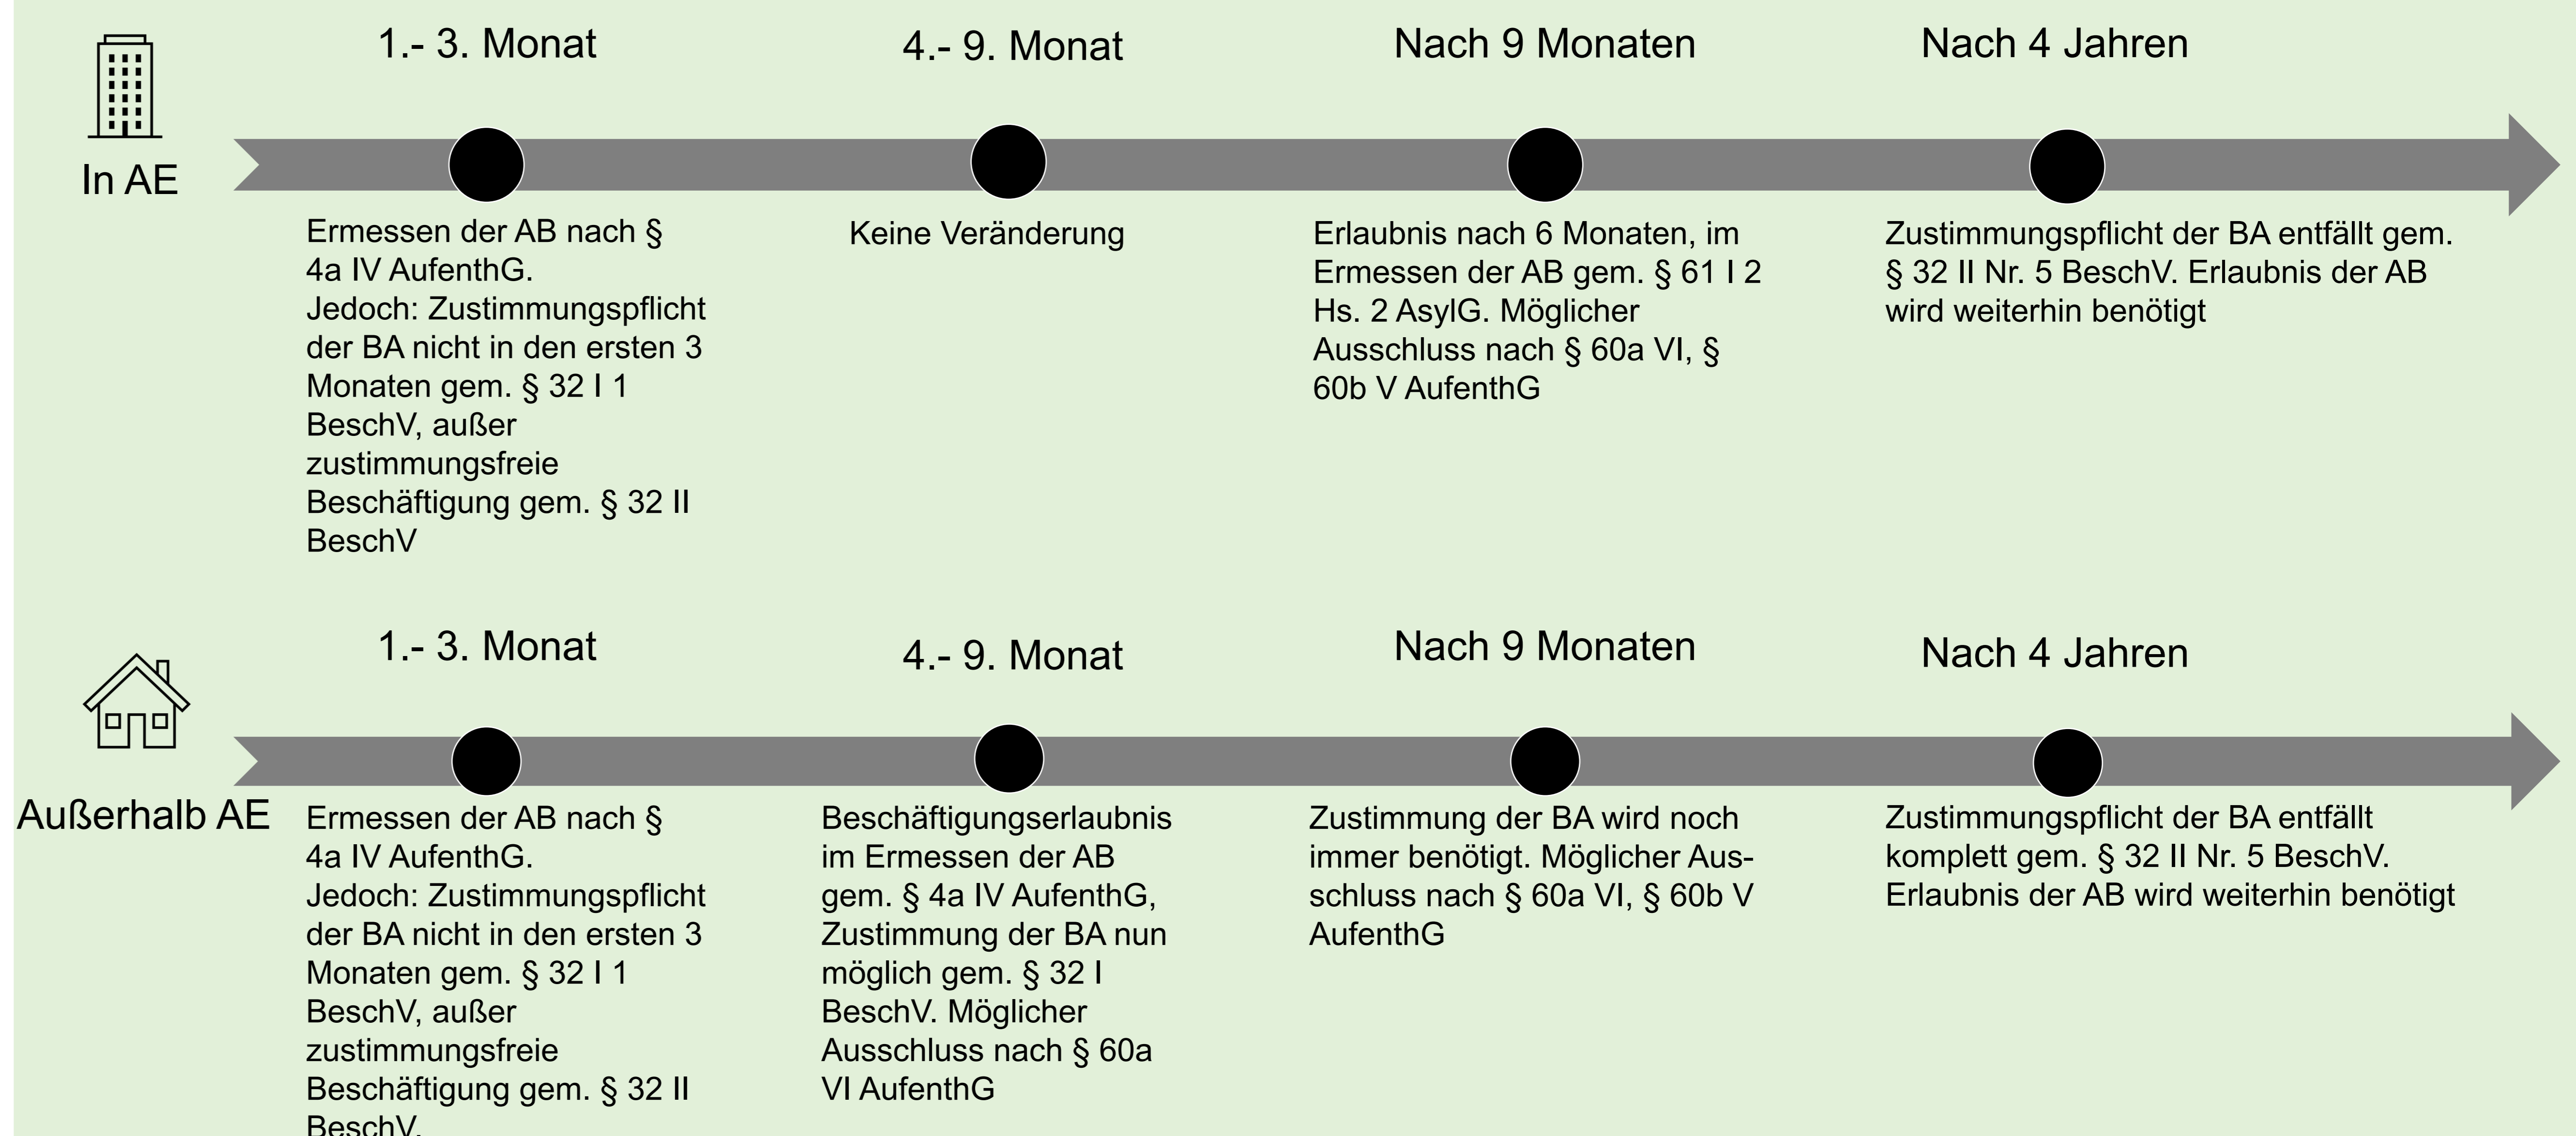 1.- 3. Monat
4.- 9. Monat
Nach 9 Monaten
Nach 4 Jahren
In AE
Ermessen der AB nach §
4a IV AufenthG.
Jedoch: Zustimmungspflicht
der BA nicht in den ersten 3
Monaten gem. § 32 I 1
BeschV, außer
zustimmungsfreie
Beschäftigung gem. § 32 II
BeschV
Keine Veränderung
Erlaubnis nach 6 Monaten, im
Ermessen der AB gem. § 61 I 2
Hs. 2 AsylG. Möglicher
Ausschluss nach § 60a VI, §
60b V AufenthG
Zustimmungspflicht der BA entfällt gem.
§ 32 II Nr. 5 BeschV. Erlaubnis der AB
wird weiterhin benötigt
1.- 3. Monat
4.- 9. Monat
Nach 9 Monaten
Nach 4 Jahren
Außerhalb AE
Ermessen der AB nach §
4a IV AufenthG.
Jedoch: Zustimmungspflicht
der BA nicht in den ersten 3
Monaten gem. § 32 I 1
BeschV, außer
zustimmungsfreie
Beschäftigung gem. § 32 II
BeschV.
Beschäftigungserlaubnis
im Ermessen der AB
gem. § 4a IV AufenthG,
Zustimmung der BA nun
möglich gem. § 32 I
BeschV. Möglicher
Ausschluss nach § 60a
VI AufenthG
Zustimmung der BA wird noch
immer benötigt. Möglicher Aus-
schluss nach § 60a VI, § 60b V
AufenthG
Zustimmungspflicht der BA entfällt
komplett gem. § 32 II Nr. 5 BeschV.
Erlaubnis der AB wird weiterhin benötigt